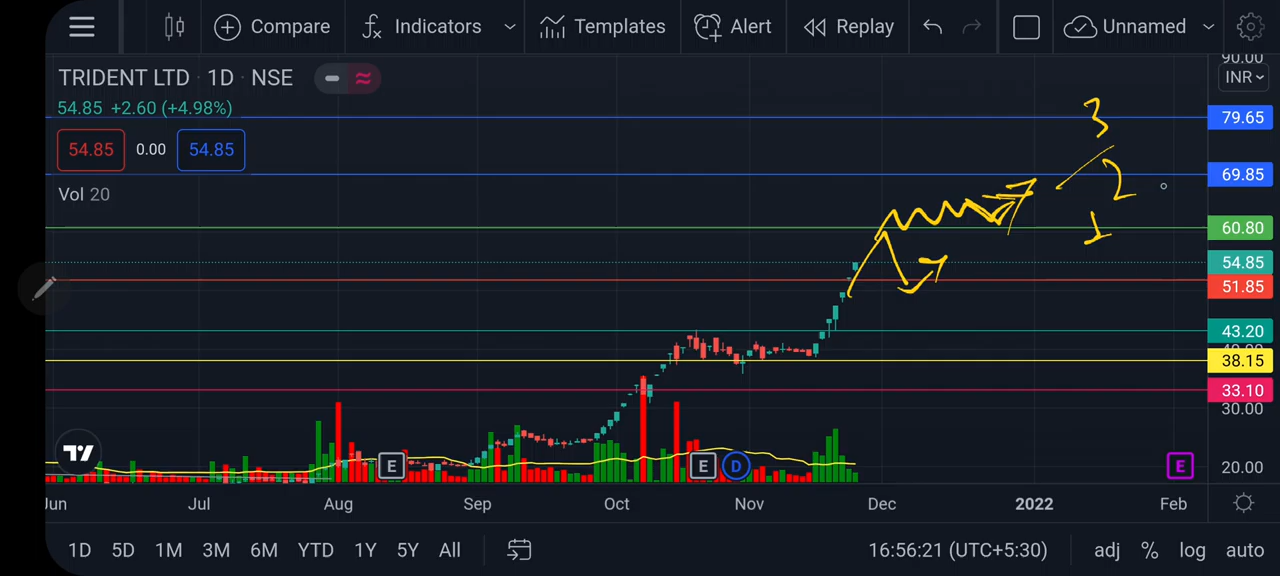 Compare Indicators Templates Alert Replay Unnamed
TRIDENT LTD · 1D · NSE
90.00
INR
54.85 +2.60 (+4.98%)
3
79.65
54.85 0.00 54.85
69.85
Vol 20
2
1
60.80
54.85
51.85
43.20
38.15
33.10
30.00
E E D E
20.00
Jun Jul Aug Sep Oct Nov Dec 2022 Feb
1D 5D 1M 3M 6M YTD 1Y 5Y All 16:56:21 (UTC+5:30) adj % log auto